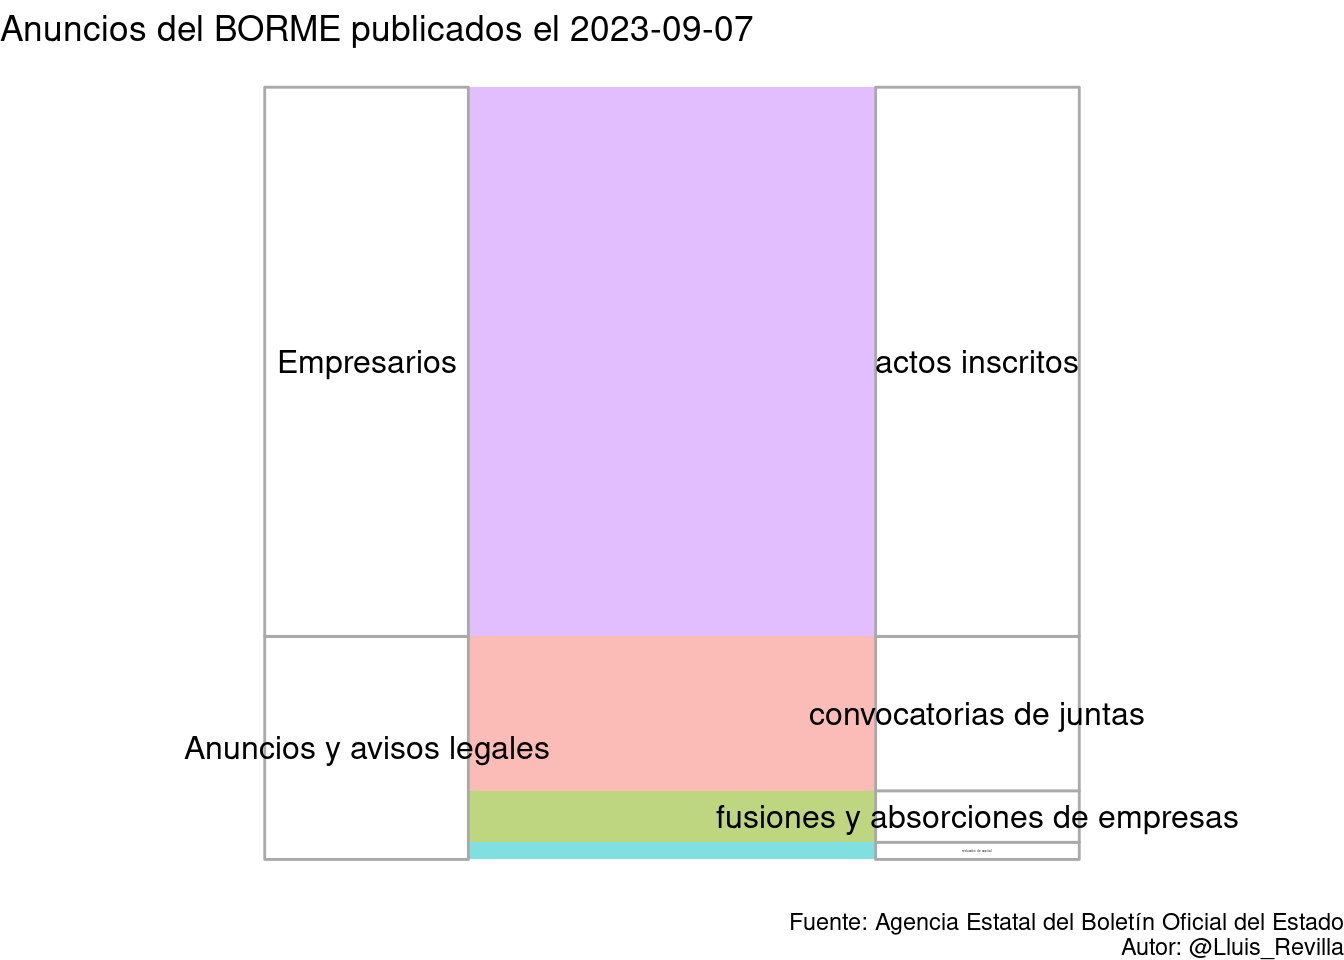 Anuncios del BORME publicados el 2023-09-07
Empresarios
actos inscritos
convocatorias de juntas
Anuncios y avisos legales
fusiones y absorciones de empresas
Fuente: Agencia Estatal del Boletín Oficial del Estado
Autor: @Lluis_Revilla